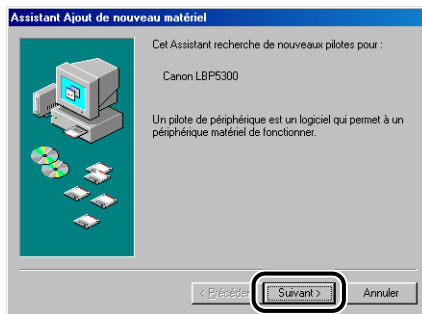 Assistant Ajout de nouveau matériel
Cet Assistant recherche de nouveaux pilotes pour :
Canon LBP5300
Un pilote de périphérique est un logiciel qui permet à un
périphérique matériel de fonctionner.
< Précéden Suivant > Annuler